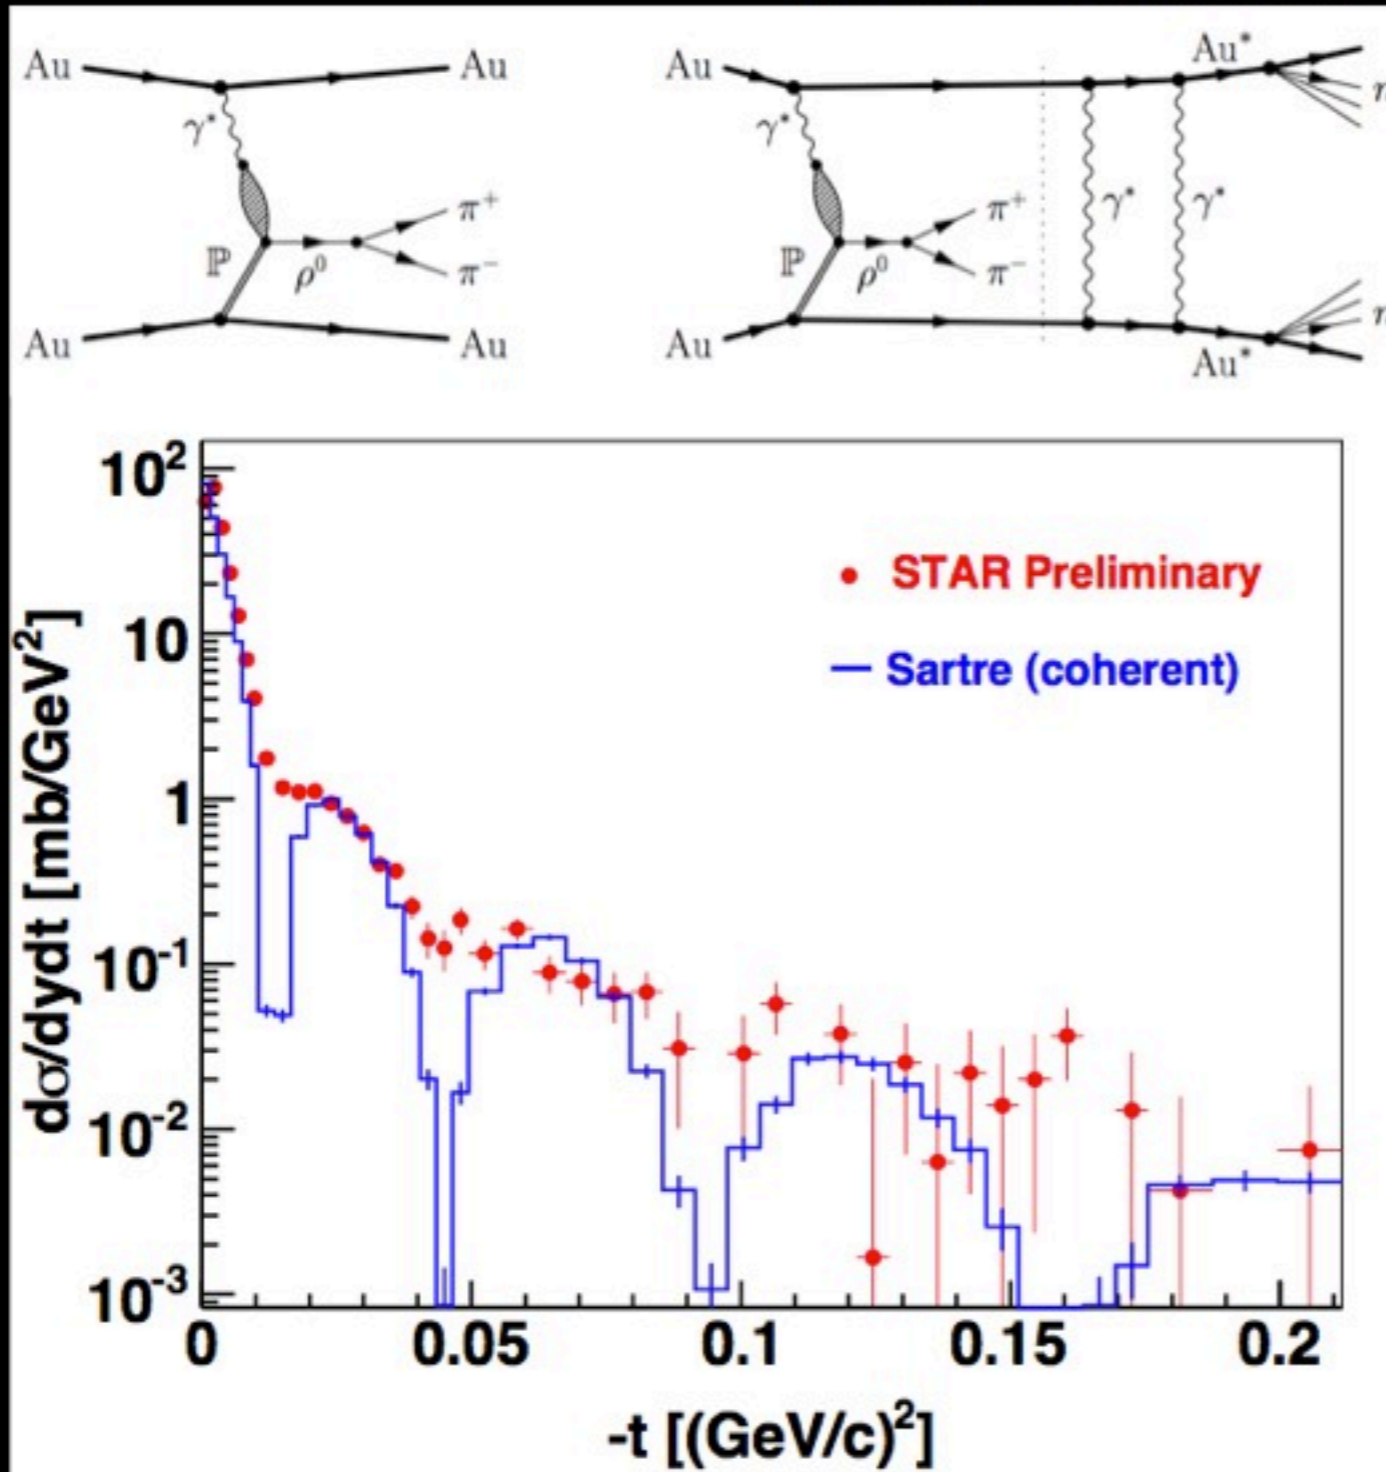 Au Au Au Au*
γ* γ* n
π⁺ π⁺ γ* γ*
ℙ ρ⁰ π⁻ ℙ ρ⁰ π⁻
n
Au Au Au Au*
10²
10
1
10⁻¹
10⁻²
10⁻³
dσ/dydt [mb/GeV²]
STAR Preliminary
Sartre (coherent)
0 0.05 0.1 0.15 0.2
-t [(GeV/c)²]